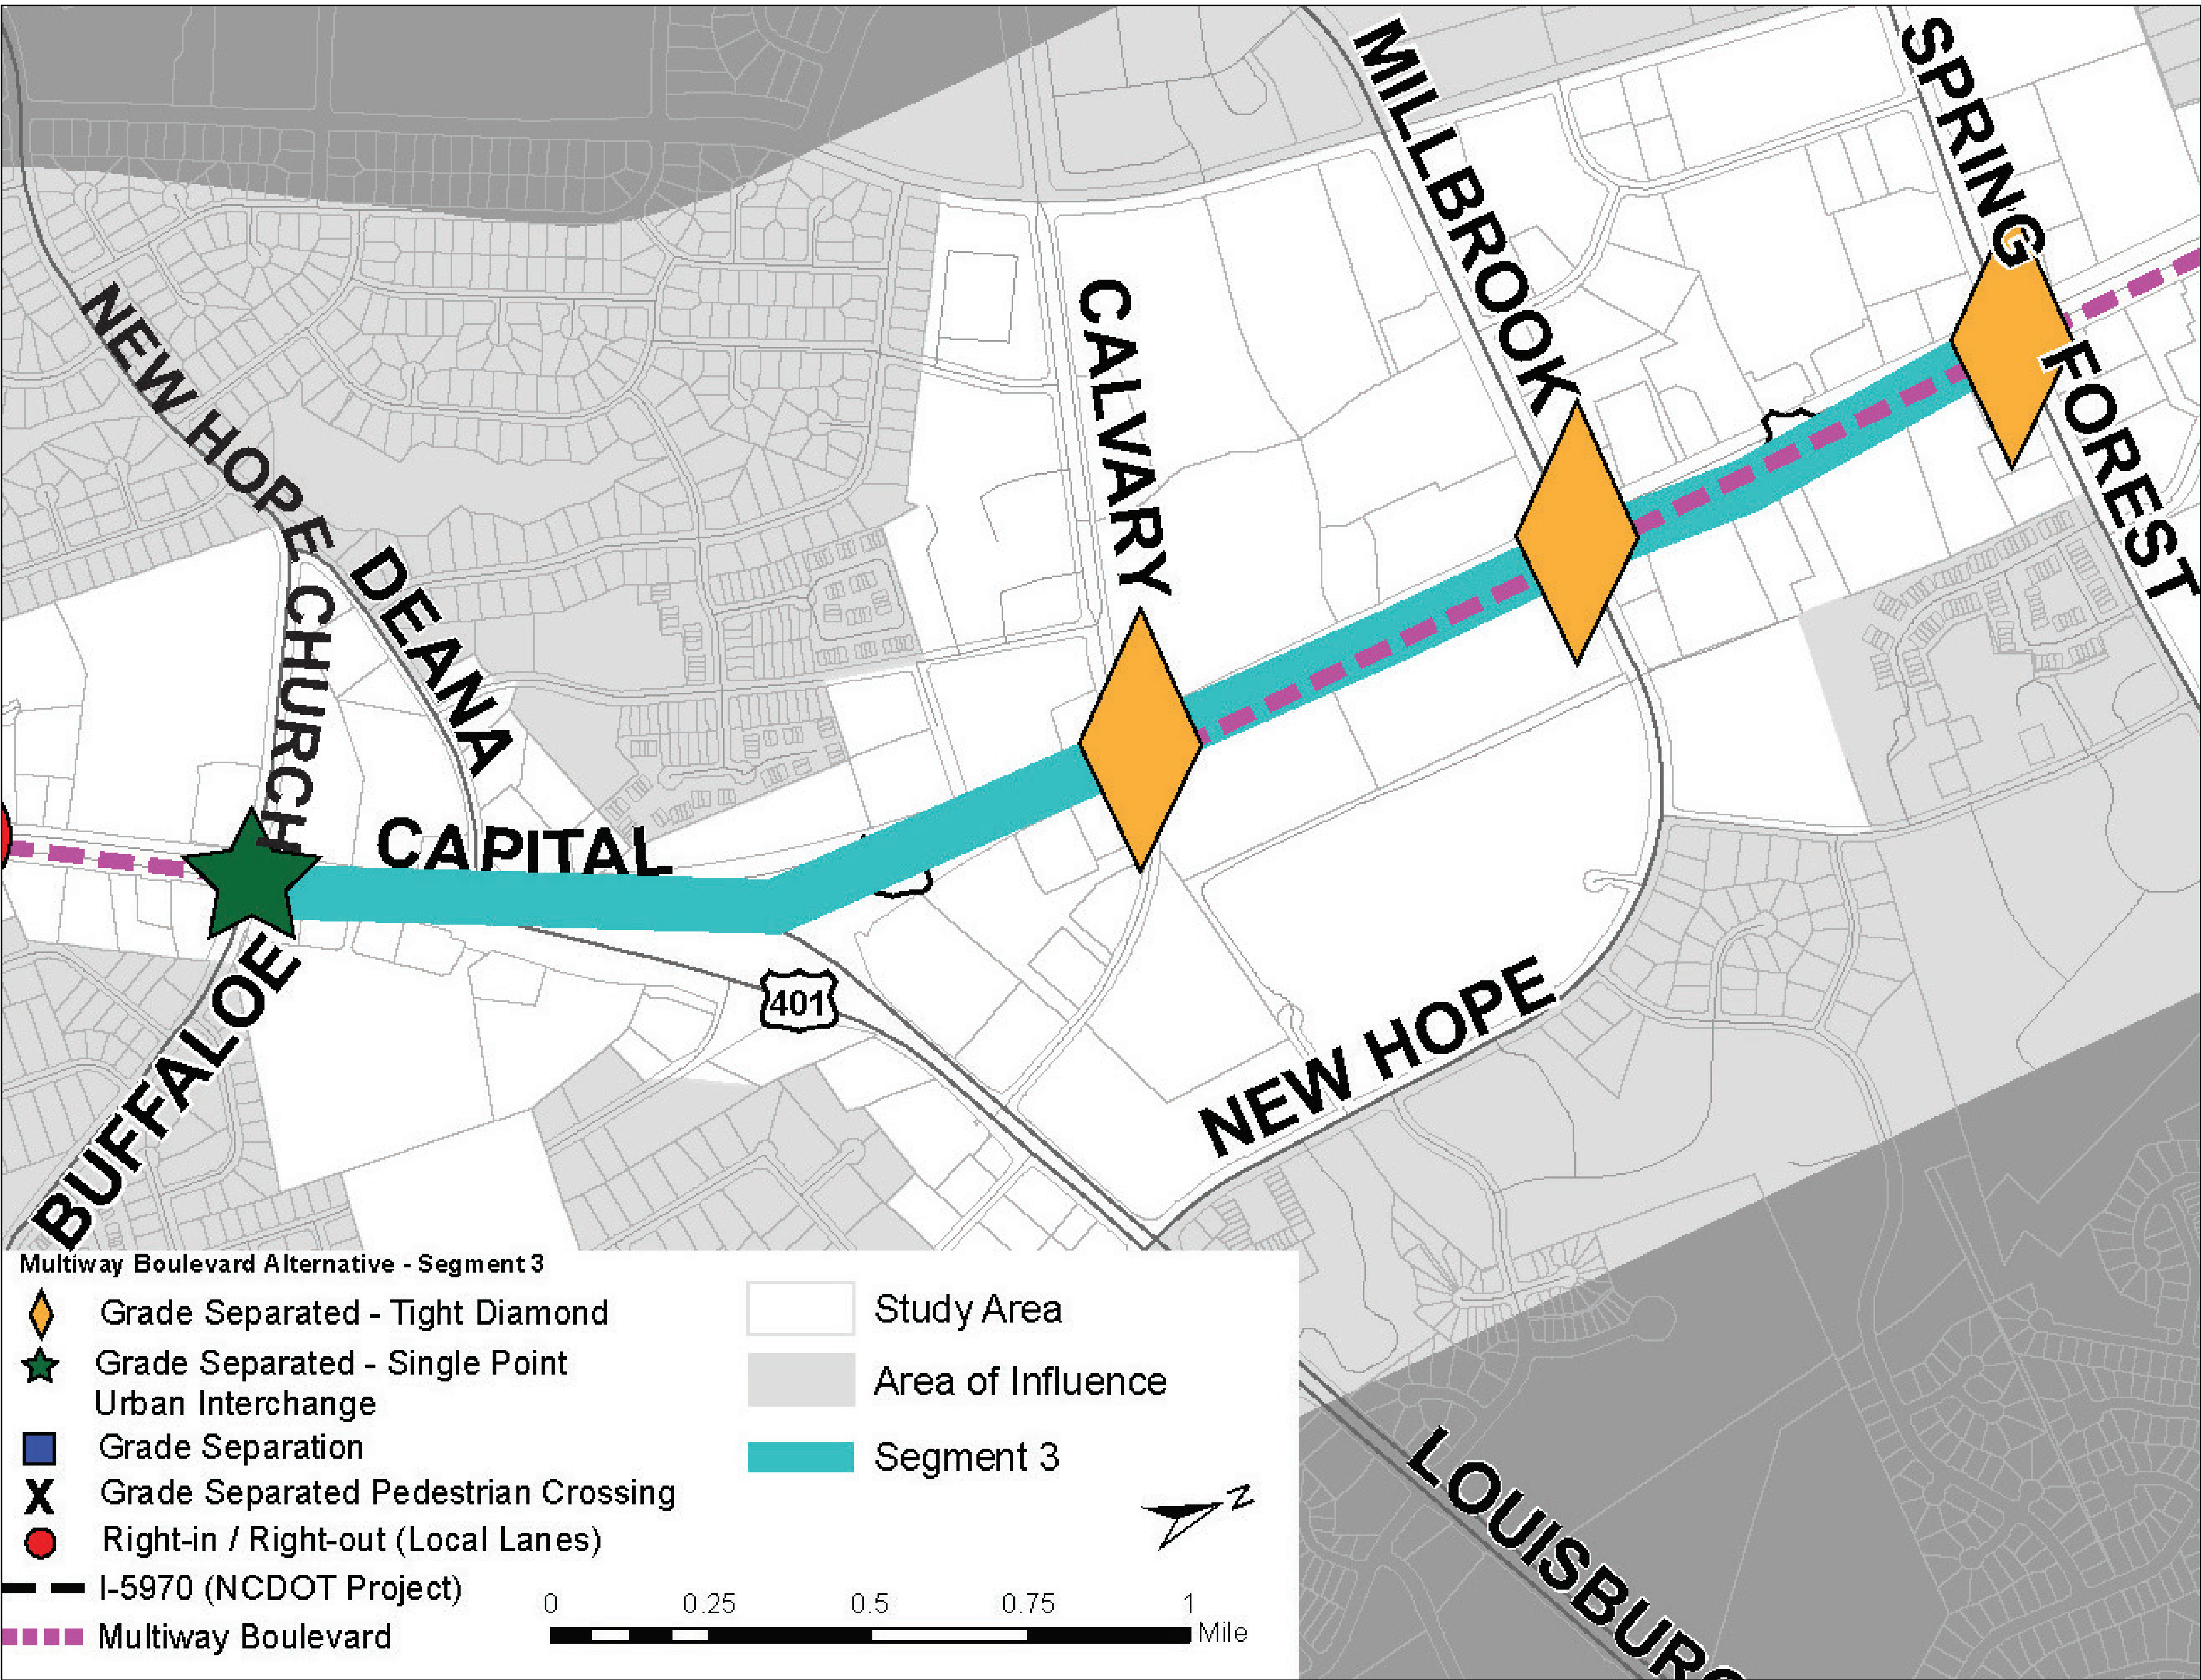 MILLBROOK
SPRING
FOREST
CALVARY
NEW HOPE CHURCH
DEANA
CAPITAL
BUFFALOE
401
NEW HOPE
LOUISBURG
Multiway Boulevard Alternative - Segment 3
Grade Separated - Tight Diamond
Grade Separated - Single Point
Urban Interchange
Grade Separation
X Grade Separated Pedestrian Crossing
Right-in / Right-out (Local Lanes)
I-5970 (NCDOT Project)
Multiway Boulevard
Study Area
Area of Influence
Segment 3
N
0 0.25 0.5 0.75 1
Mile